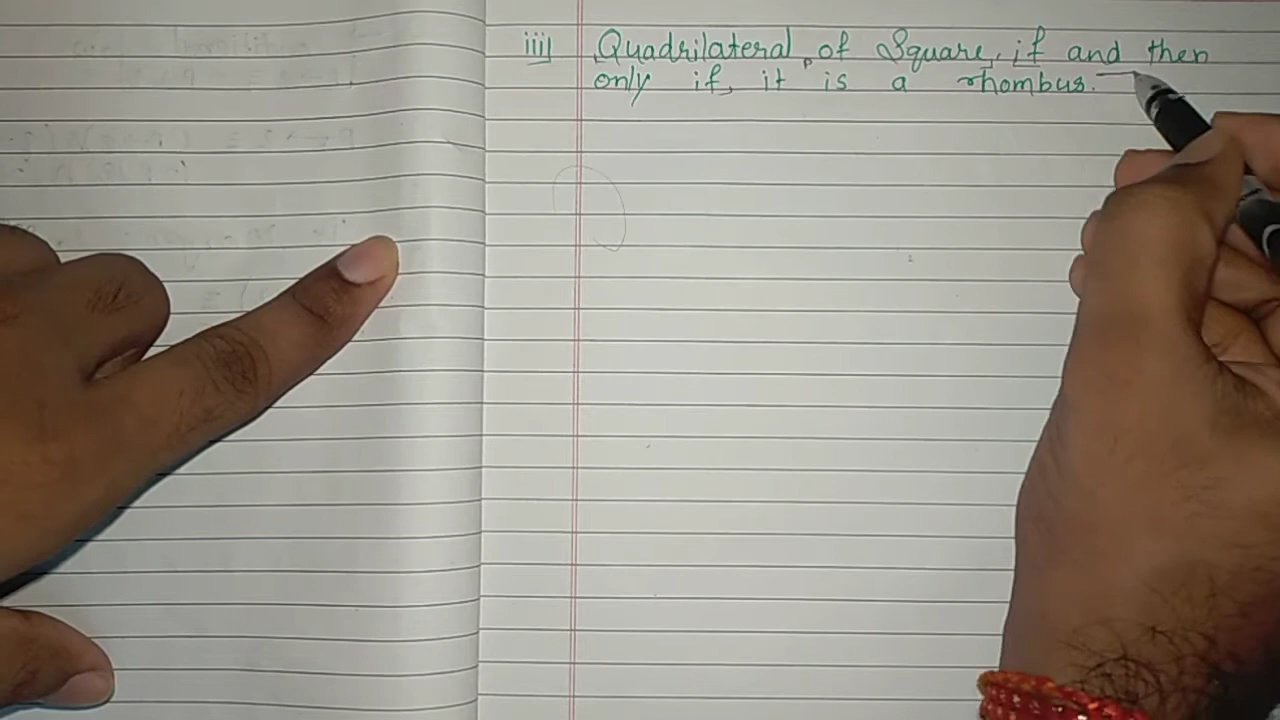 iii) Quadrilateral, of Square, if and then
only if, it is a rhombus.